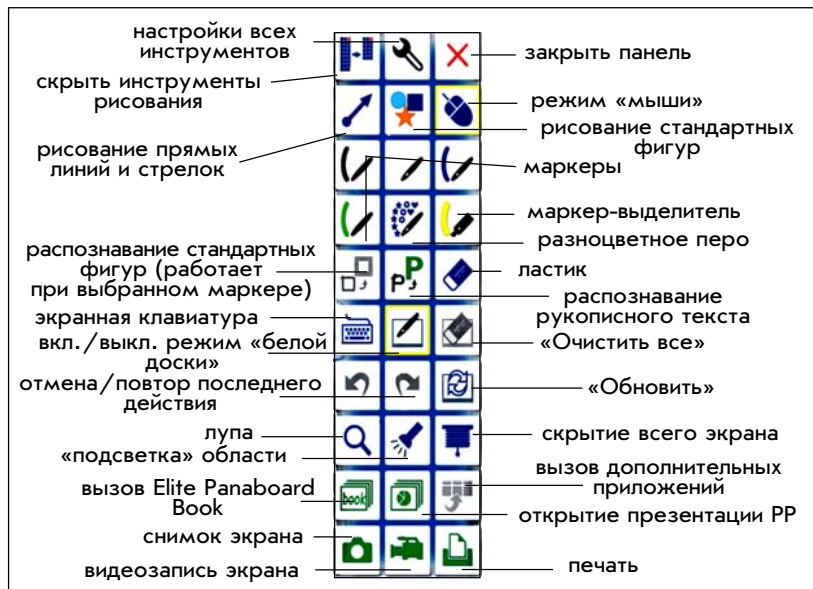 настройки всех
инструментов
закрыть панель
скрыть инструменты
рисования
режим «мыши»
рисование стандартных
фигур
рисование прямых
линий и стрелок
маркеры
маркер-выделитель
разноцветное перо
распознавание стандартных
фигур (работает
при выбранном маркере)
ластик
P P
распознавание
рукописного текста
экранная клавиатура
«Очистить все»
вкл./выкл. режим «белой
доски»
отмена/повтор последнего
действия
«Обновить»
лупа
скрытие всего экрана
«подсветка» области
вызов дополнительных
приложений
вызов Elite Panaboard
Book
book
открытие презентации PP
снимок экрана
видеозапись экрана
печать